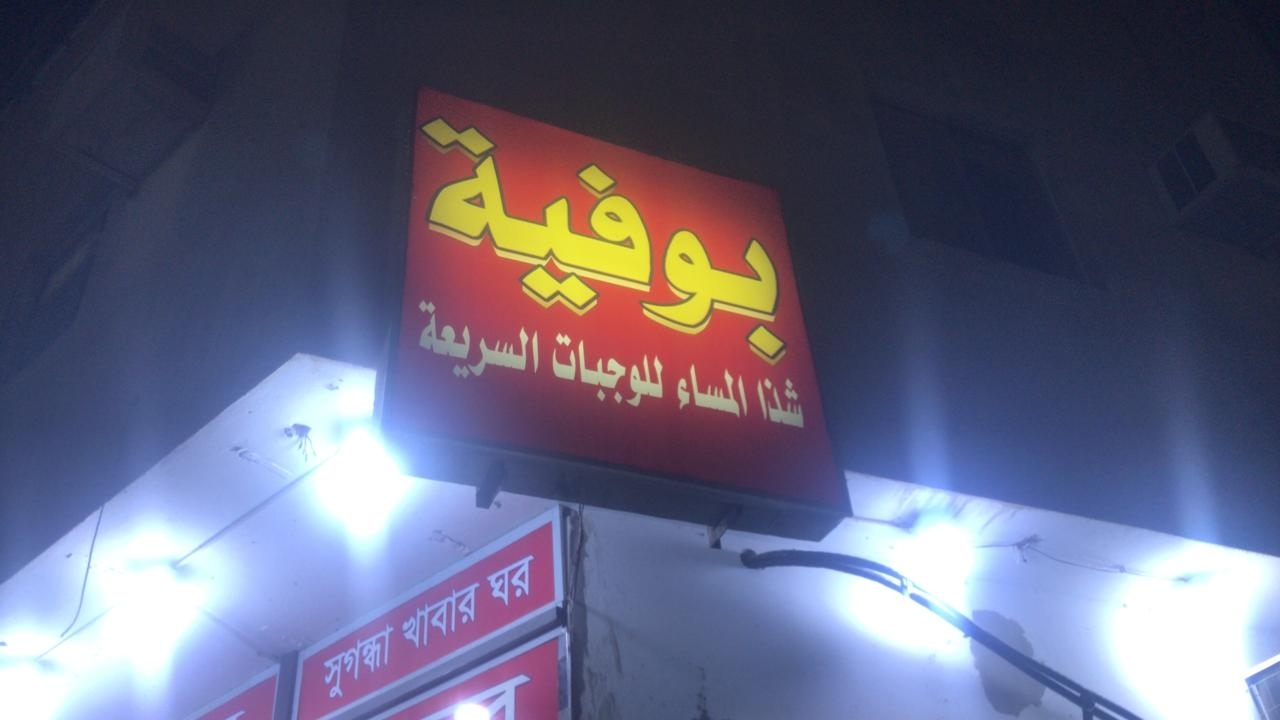 بوفية
شذا المساء للوجبات السريعة
সুগন্ধা খাবার ঘর